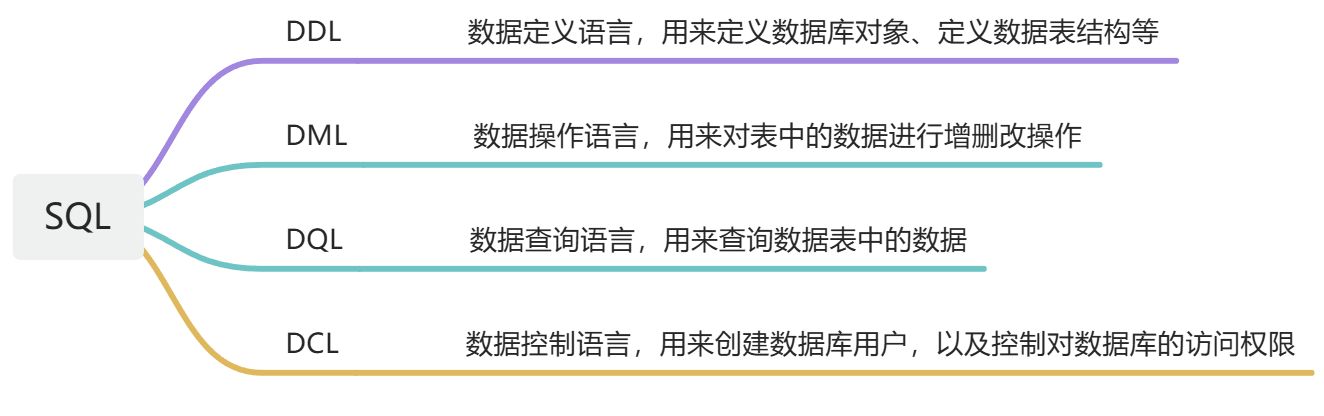 DDL 数据定义语言，用来定义数据库对象、定义数据表结构等
DML 数据操作语言，用来对表中的数据进行增删改操作
SQL
DQL 数据查询语言，用来查询数据表中的数据
DCL 数据控制语言，用来创建数据库用户，以及控制对数据库的访问权限